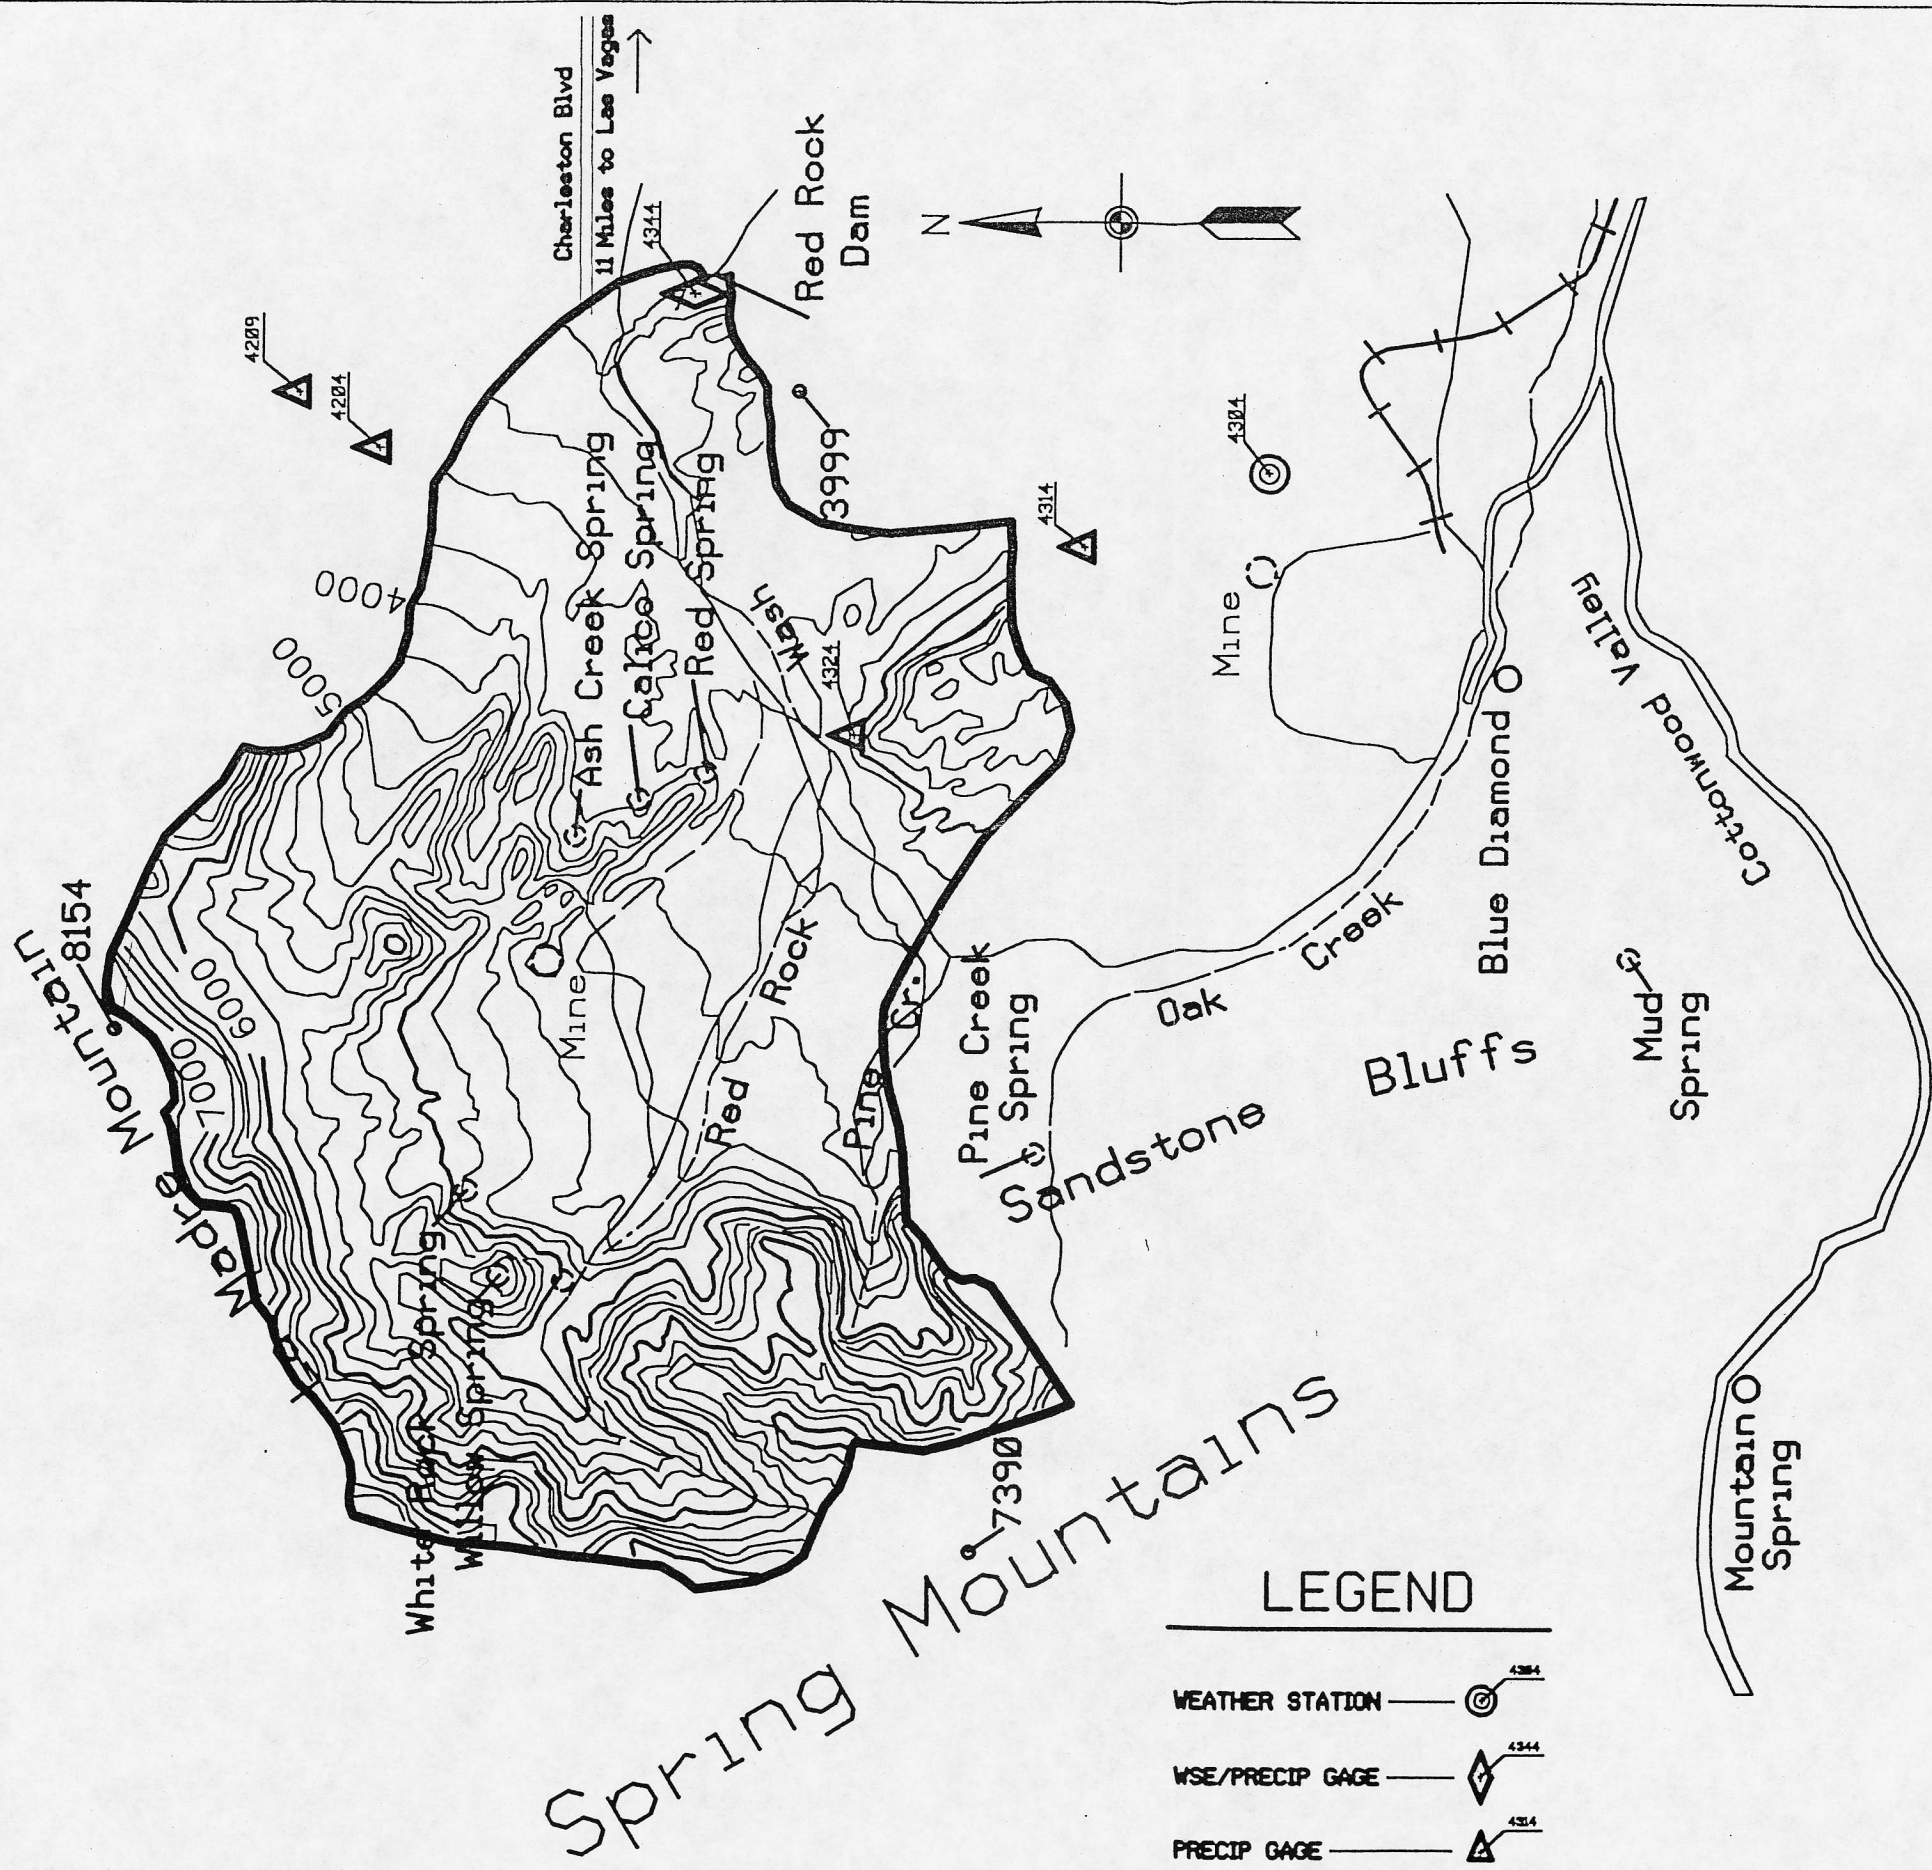 Charleston Blvd
11 Miles to Las Vegas
4344
Red Rock
Dam
N
4209
4204
3999
4304
4314
Ash Creek Spring
Calico Spring
Red Spring
4000
5000
Wash
4324
Mine
Cottonwood Valley
Blue Diamond
8154
La Madre Mountain
6000
7000
Mine
Red Rock
Pine Cr.
Pine Creek
Spring
Oak Creek
Sandstone Bluffs
Mud
Spring
White Rock Spring
Willow Spring
7390
Spring Mountains
Mountain
Spring
LEGEND
WEATHER STATION
4304
WSE/PRECIP GAGE
4344
PRECIP GAGE
4314